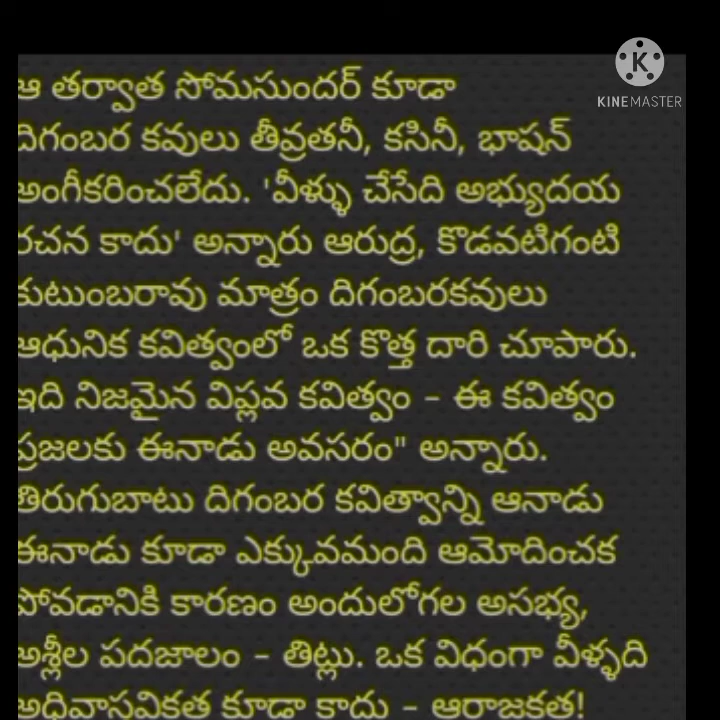 KINEMASTER
ఆ తర్వాత సోమసుందర్ కూడా
దిగంబర కవులు తీవ్రతనీ, కసినీ, భాషన్
అంగీకరించలేదు. 'వీళ్ళు చేసేది అభ్యుదయ
రచన కాదు' అన్నారు ఆరుద్ర, కొడవటిగంటి
కుటుంబరావు మాత్రం దిగంబరకవులు
ఆధునిక కవిత్వంలో ఒక కొత్త దారి చూపారు.
ఇది నిజమైన విప్లవ కవిత్వం - ఈ కవిత్వం
ప్రజలకు ఈనాడు అవసరం" అన్నారు.
తిరుగుబాటు దిగంబర కవిత్వాన్ని ఆనాడు
ఈనాడు కూడా ఎక్కువమంది ఆమోదించక
పోవడానికి కారణం అందులోగల అసభ్య,
అశ్లీల పదజాలం - తిట్లు. ఒక విధంగా వీళ్ళది
అధివాస్తవికత కూడా కాదు - ఆరాజకత!